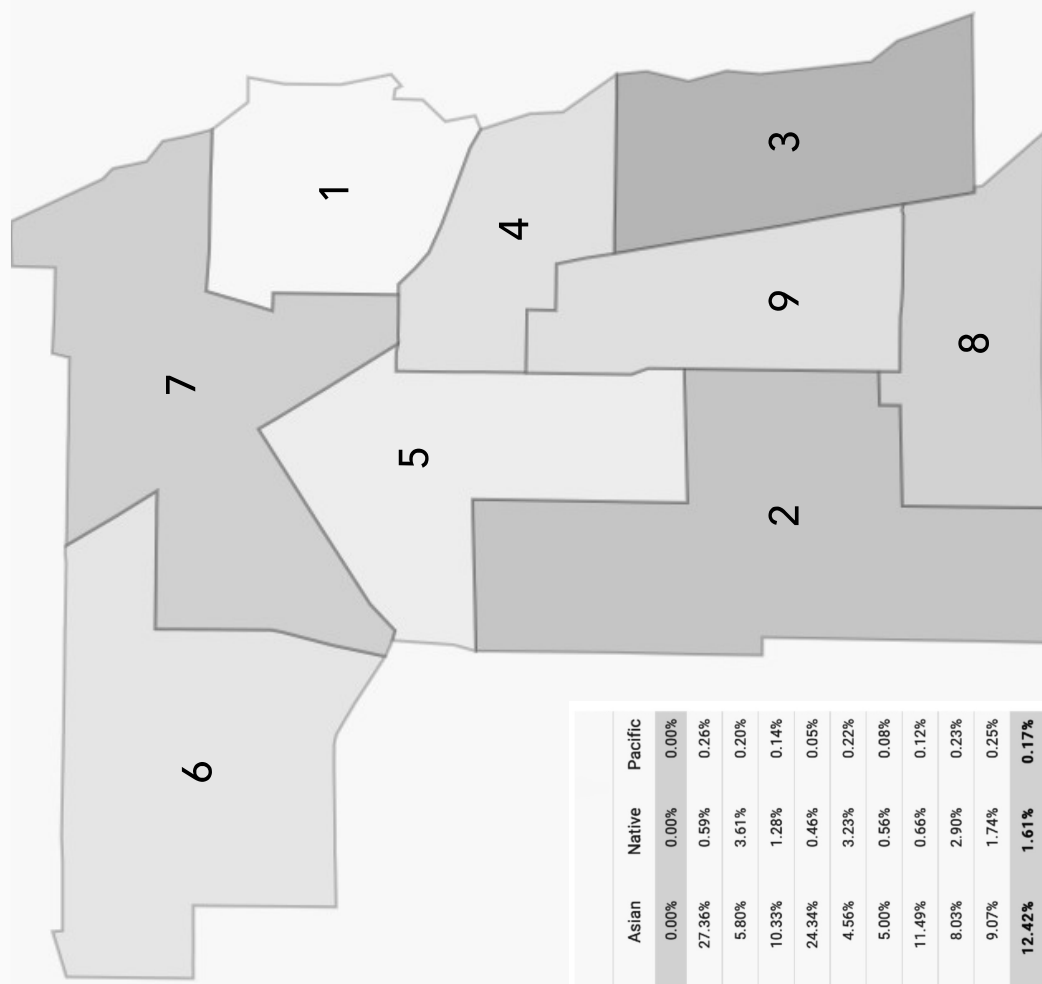 6 7
1
5
4
2 9 3
8
Asian Native Pacific
0.00% 0.00% 0.00%
27.36% 0.59% 0.26%
5.80% 3.61% 0.20%
10.33% 1.28% 0.14%
24.34% 0.46% 0.05%
4.56% 3.23% 0.22%
5.00% 0.56% 0.08%
11.49% 0.66% 0.12%
8.03% 2.90% 0.23%
9.07% 1.74% 0.25%
12.42% 1.61% 0.17%